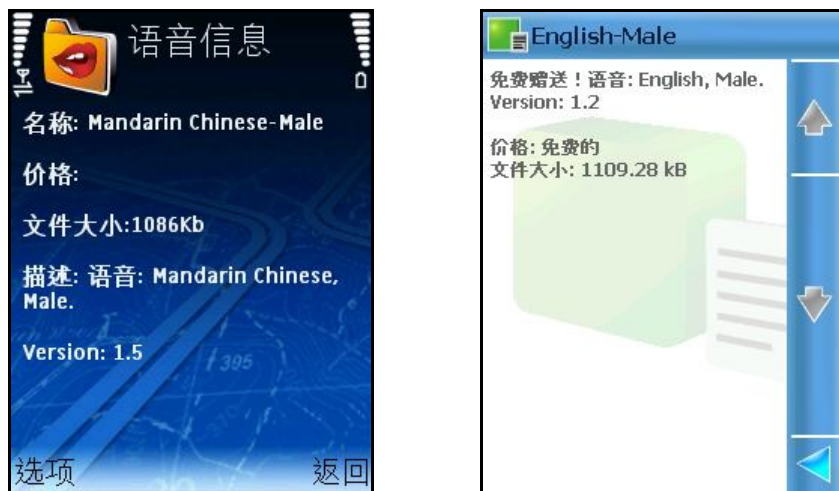 语音信息
名称: Mandarin Chinese-Male
价格:
文件大小:1086Kb
描述: 语音: Mandarin Chinese,
Male.
Version: 1.5
395
选项
返回
English-Male
免费赠送！语音: English, Male.
Version: 1.2
价格: 免费的
文件大小: 1109.28 kB